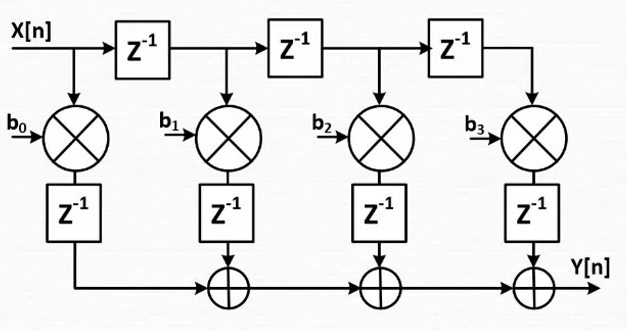 X[n]
Z⁻¹ Z⁻¹ Z⁻¹
b₀ b₁ b₂ b₃
Z⁻¹ Z⁻¹ Z⁻¹ Z⁻¹
Y[n]